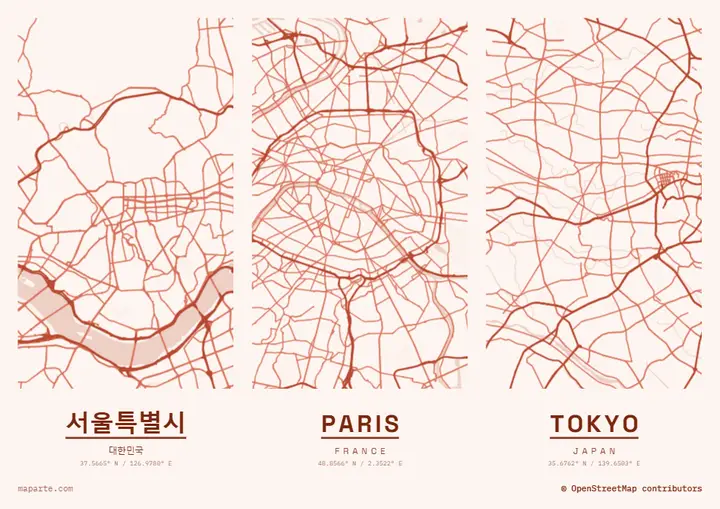 서울특별시
대한민국
37.5665° N / 126.9780° E
PARIS
FRANCE
48.8566° N / 2.3522° E
TOKYO
JAPAN
35.6762° N / 139.6503° E
maparte.com
© OpenStreetMap contributors